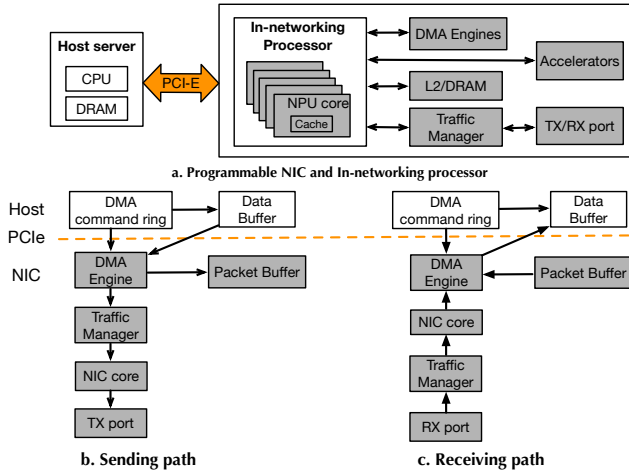 Host server
CPU
DRAM
PCI-E
In-networking
Processor
NPU core
Cache
DMA Engines
Accelerators
L2/DRAM
Traffic
Manager
TX/RX port
a. Programmable NIC and In-networking processor
Host
PCIe
NIC
DMA
command ring
Data
Buffer
DMA
Engine
Packet Buffer
Traffic
Manager
NIC core
TX port
b. Sending path
DMA
command ring
Data
Buffer
DMA
Engine
Packet Buffer
NIC core
Traffic
Manager
RX port
c. Receiving path